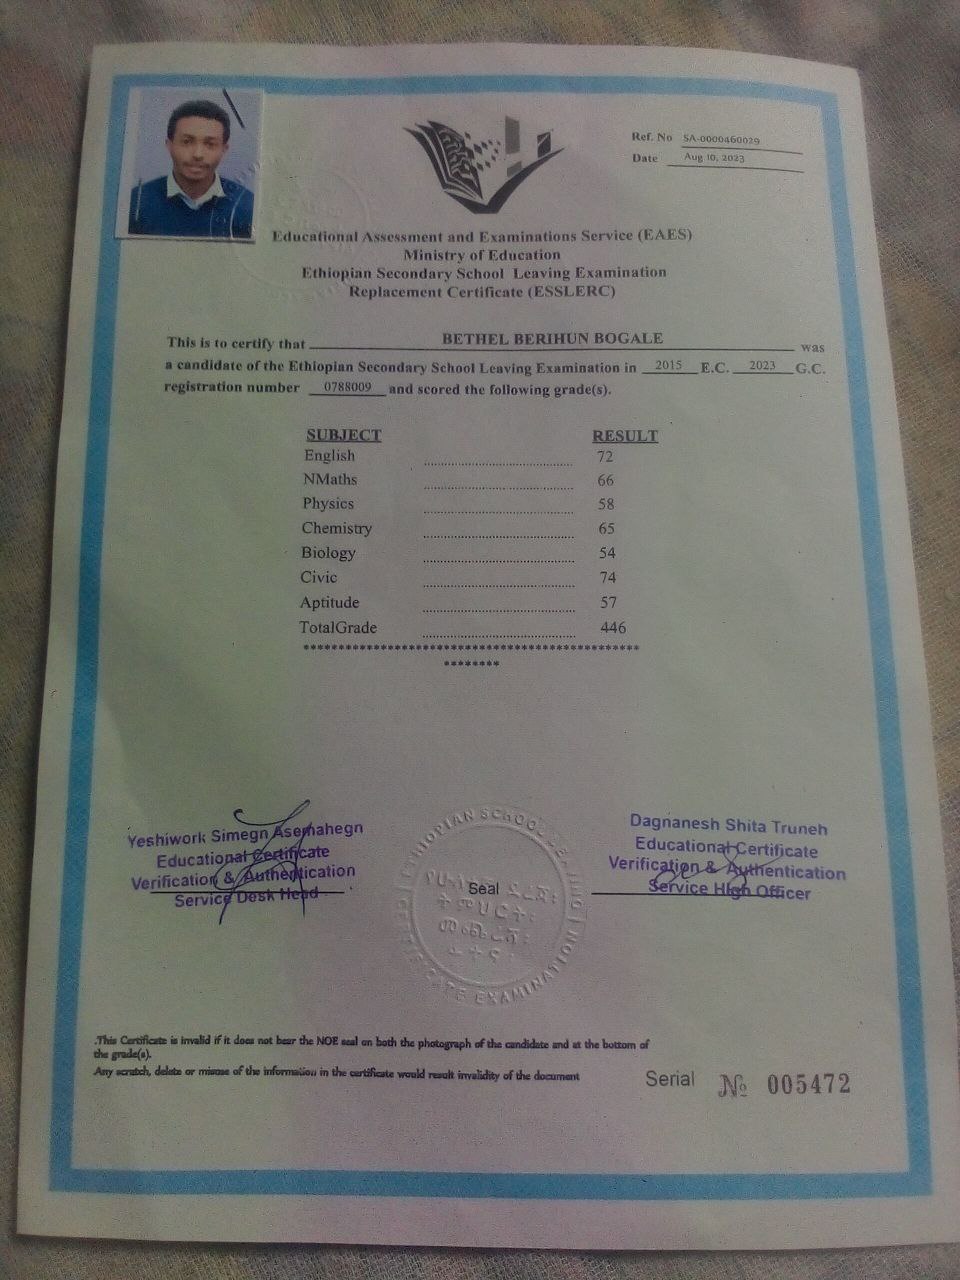 Ref. No SA-0000460029
Date Aug 10, 2023
Educational Assessment and Examinations Service (EAES)
Ministry of Education
Ethiopian Secondary School Leaving Examination
Replacement Certificate (ESSLERC)
This is to certify that BETHEL BERIHUN BOGALE was
a candidate of the Ethiopian Secondary School Leaving Examination in 2015 E.C. 2023 G.C.
registration number 0788009 and scored the following grade(s).
SUBJECT RESULT
English 72
NMaths 66
Physics 58
Chemistry 65
Biology 54
Civic 74
Aptitude 57
TotalGrade 446
Yeshiwork Simegn Asemahegn
Educational Certificate
Verification & Authentication
Service Desk Head
Seal
ETHIOPIAN SCHOOL LEAVING
CERTIFICATE EXAMINATION
Dagnanesh Shita Truneh
Educational Certificate
Verification & Authentication
Service High Officer
.This Certificate is invalid if it does not bear the NOE seal on both the photograph of the candidate and at the bottom of
the grade(s).
Any scratch, delete or misuse of the information in the certificate would result invalidity of the document
Serial № 005472